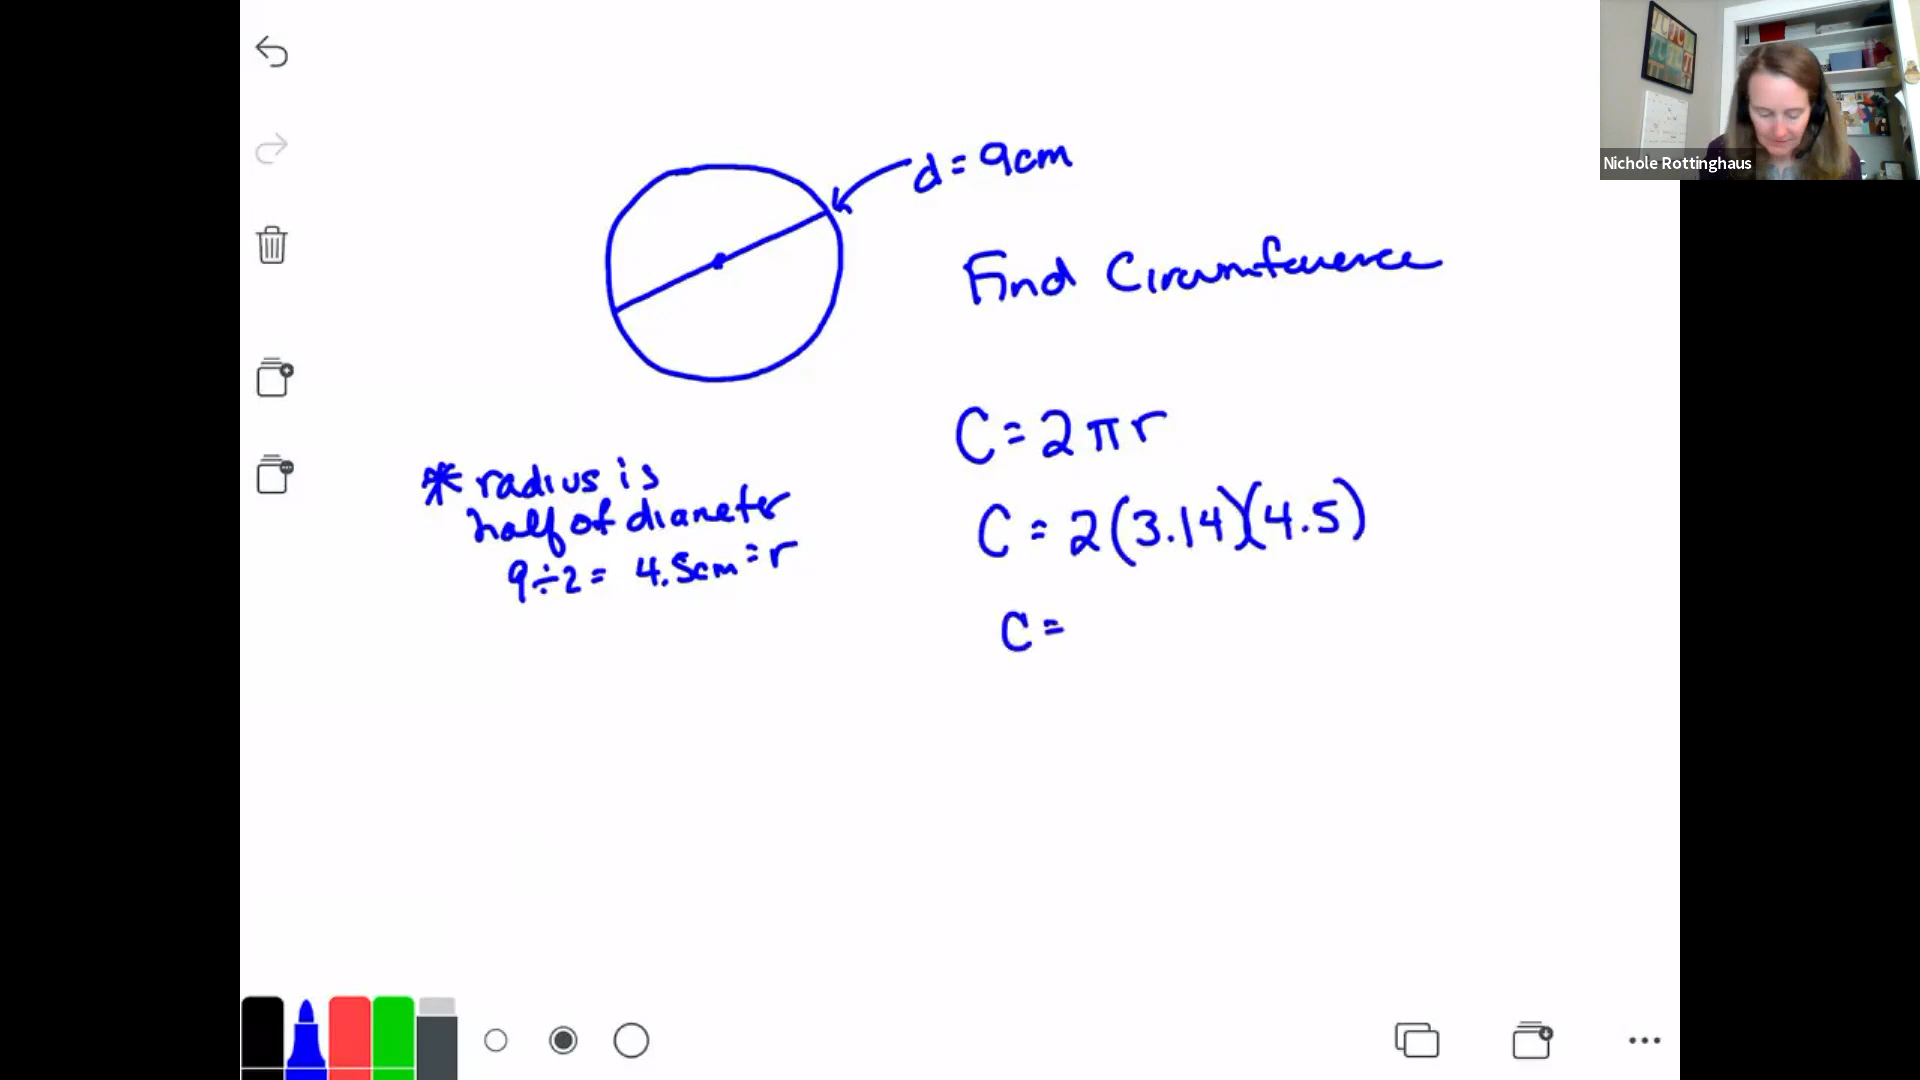 Nichole Rottinghaus
d = 9cm
Find Circumference
C = 2πr
* radius is
half of diameter
9÷2 = 4.5cm = r
C = 2(3.14)(4.5)
C =